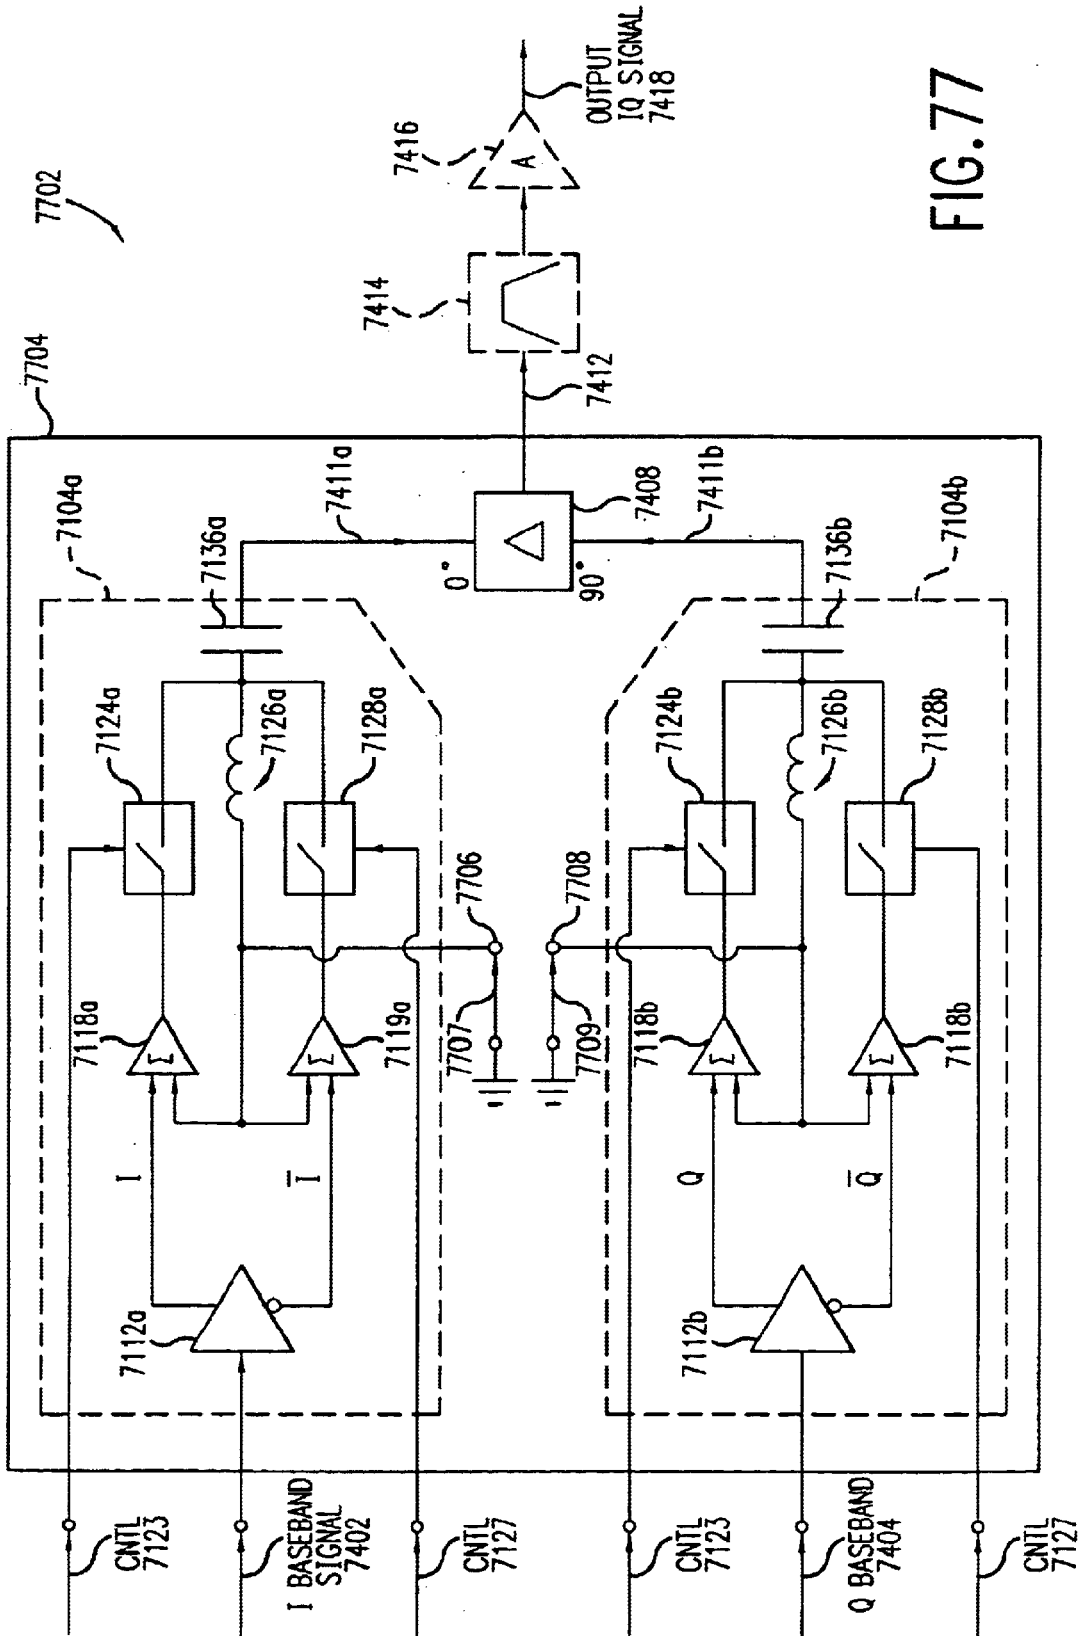 7702
7704
7104a
7124a
7136a
7411a
7118a
CNTL
7123
I
7126a
0°
7414
7416
A
7112a
I BASEBAND
SIGNAL
7402
Σ
Σ
I̅
7119a
7128a
7408
7412
OUTPUT
IQ SIGNAL
7418
CNTL
7127
7707
7706
90°
7411b
7709
7708
7118b
7124b
7136b
7104b
CNTL
7123
Q
Σ
7126b
7112b
Q BASEBAND
7404
Q̅
Σ
7118b
7128b
CNTL
7127
FIG.77